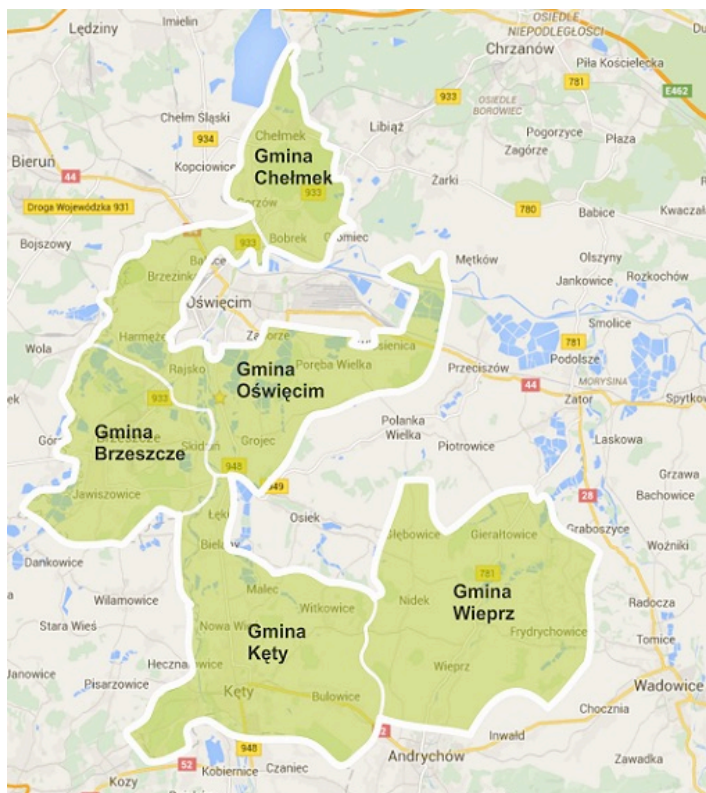 Lędziny
Imielin
OSIEDLE
NIEPODLEGŁOŚCI
Chrzanów
Piła Kościelecka
781
933
E462
Chełm Śląski
934
Chełmek
Libiąż
OSIEDLE
BOROWIEC
Pogorzyce
Płaza
Zagórze
Bieruń
44
Kopciowice
Gmina
Chełmek
933
Żarki
Droga Wojewódzka 931
780
Babice
Kwaczała
Bojszowy
933
Bobrek
Gromiec
Mętków
Olszyny
Rozkochów
Jankowice
Brzezinka
Oświęcim
Smolice
781
Harmęże
Zaborze
Wola
Rajsko
Gmina
Oświęcim
Poręba Wielka
Przeciszów
Podolsze
44
MORYSINA
933
Zator
Spytkowice
Gmina
Brzeszcze
Polanka
Wielka
Grojec
Piotrowice
Laskowa
948
949
Grzawa
Jawiszowice
28
Bachowice
Osiek
Głębowice
Gierałtowice
Graboszyce
Woźniki
Dankowice
Bielany
781
Wilamowice
Malec
Gmina
Wieprz
Witkowice
Nidek
Radocza
Stara Wieś
Nowa Wieś
Gmina
Kęty
Frydrychowice
Tomice
Janowice
Hecznarowice
Wieprz
Pisarzowice
Kęty
Bulowice
Wadowice
Chocznia
Inwałd
52
948
Andrychów
Zawadka
Kozy
Kobiernice
Czaniec